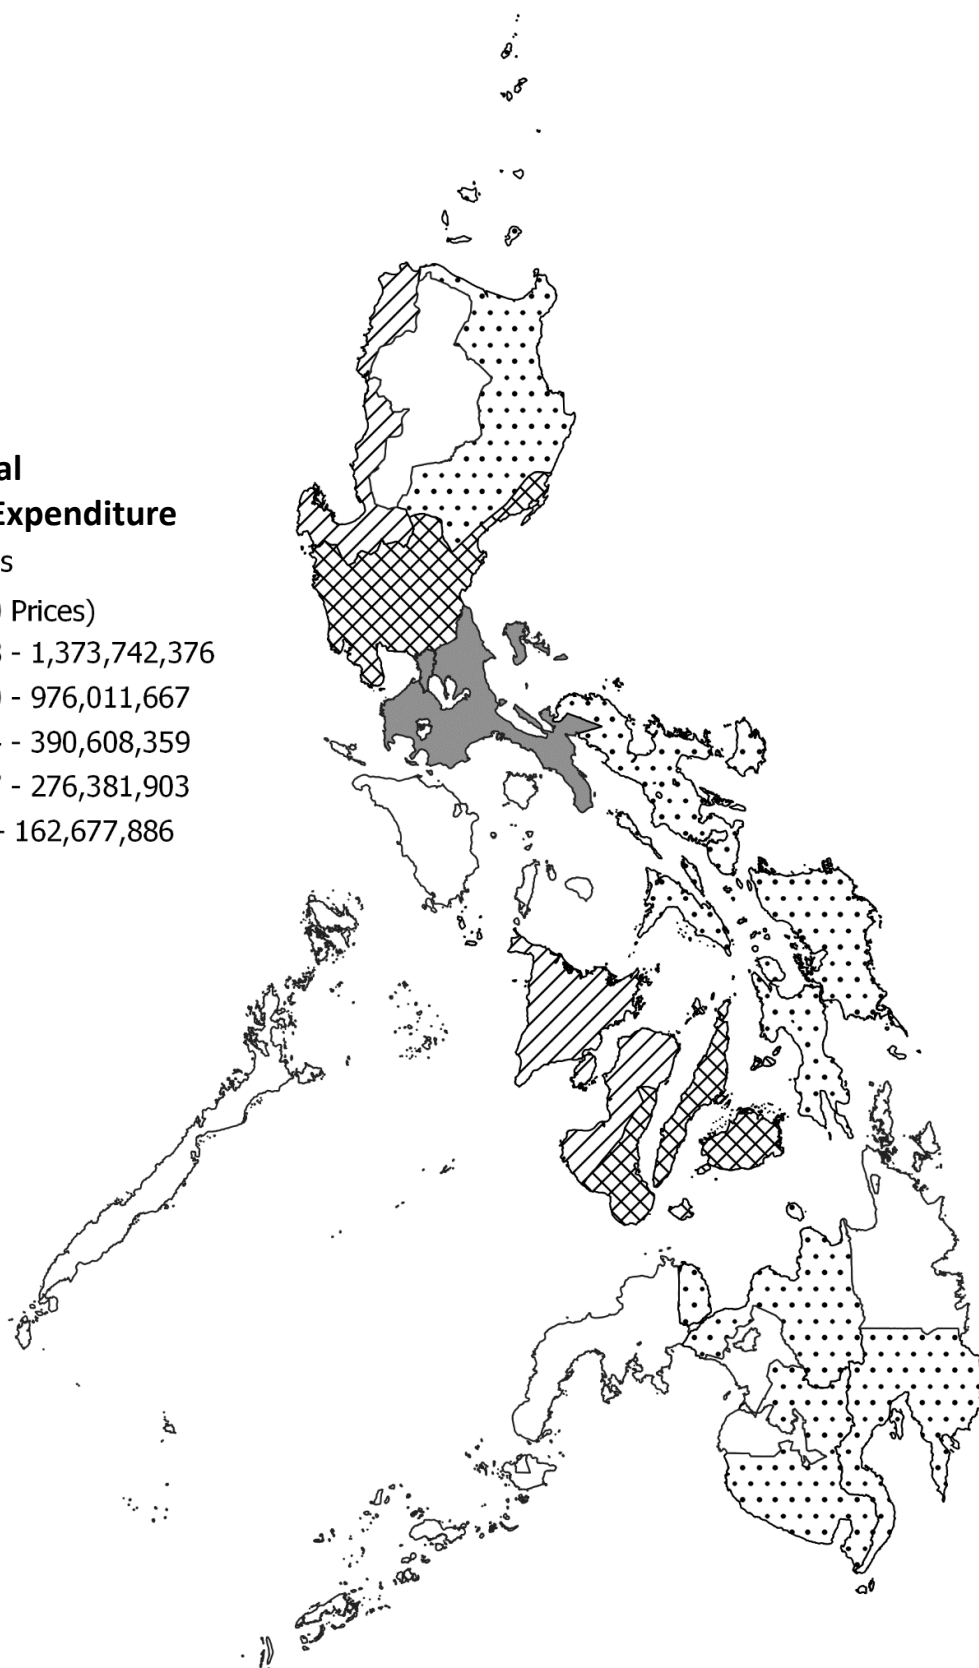 al
Expenditure
s
Prices)
- 1,373,742,376
- 976,011,667
- 390,608,359
- 276,381,903
- 162,677,886